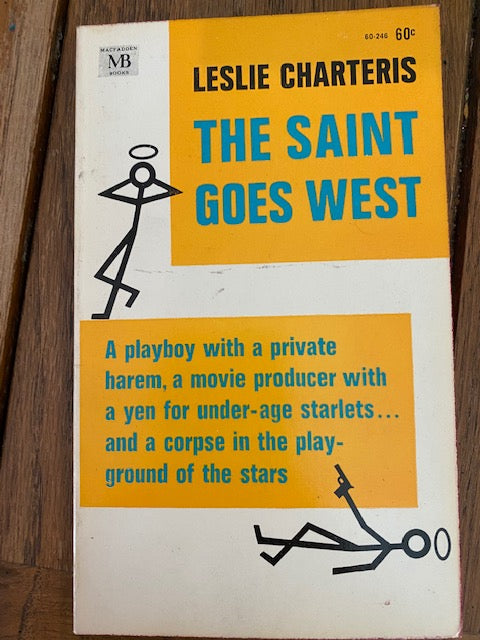 MACFADDEN
MB
BOOKS
60-246 60c
LESLIE CHARTERIS
THE SAINT
GOES WEST
A playboy with a private
harem, a movie producer with
a yen for under-age starlets...
and a corpse in the play-
ground of the stars